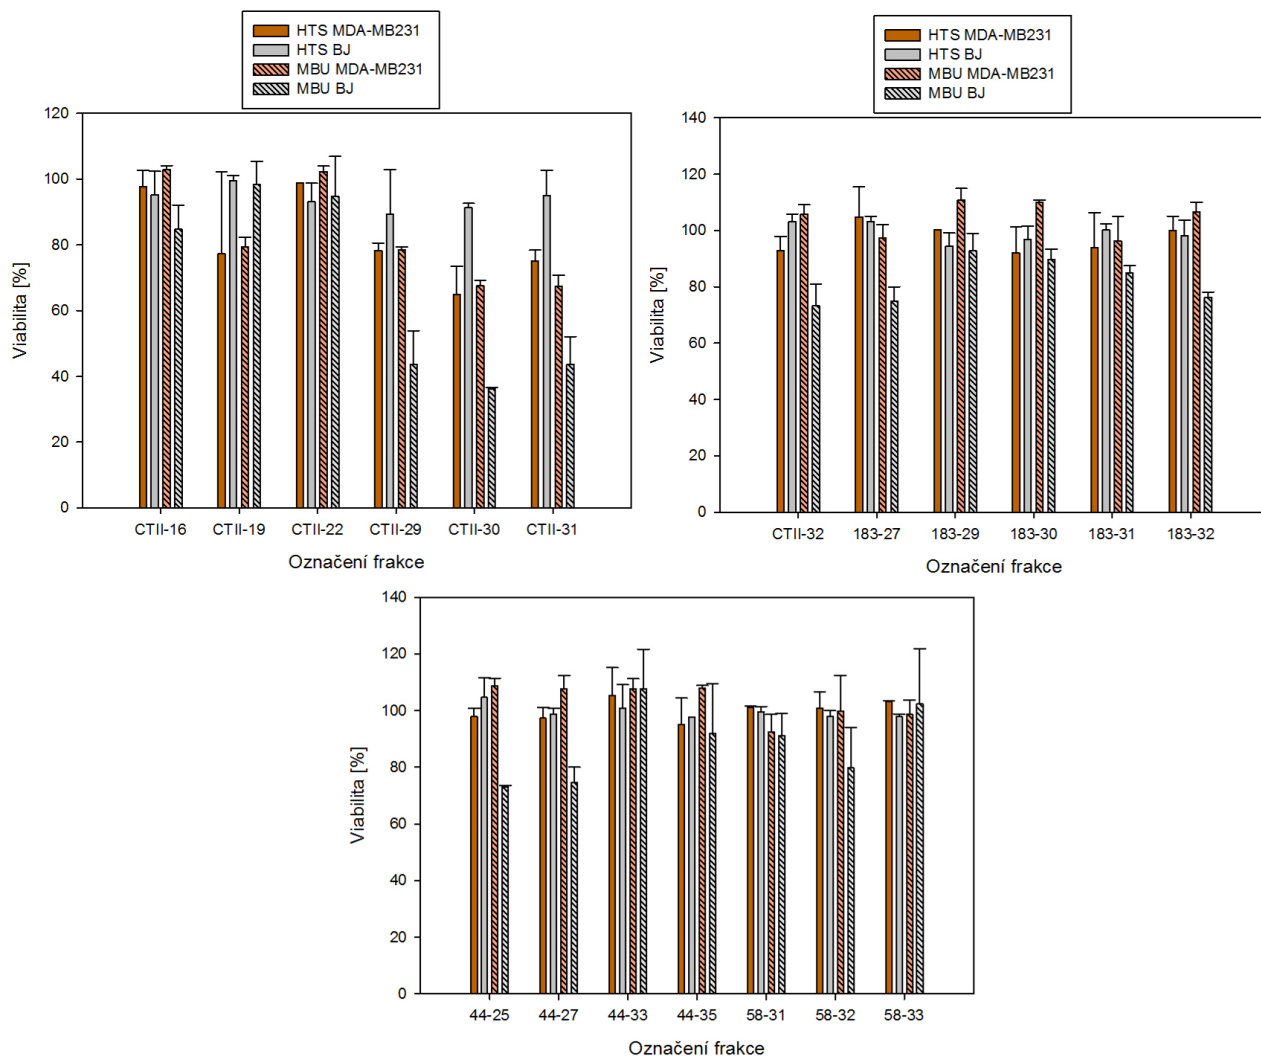 HTS MDA-MB231
HTS BJ
MBU MDA-MB231
MBU BJ
120
100
80
60
40
20
0
Viabilita [%]
CTII-16 CTII-19 CTII-22 CTII-29 CTII-30 CTII-31
Označení frakce
HTS MDA-MB231
HTS BJ
MBU MDA-MB231
MBU BJ
140
120
100
80
60
40
20
0
Viabilita [%]
CTII-32 183-27 183-29 183-30 183-31 183-32
Označení frakce
140
120
100
80
60
40
20
0
Viabilita [%]
44-25 44-27 44-33 44-35 58-31 58-32 58-33
Označení frakce